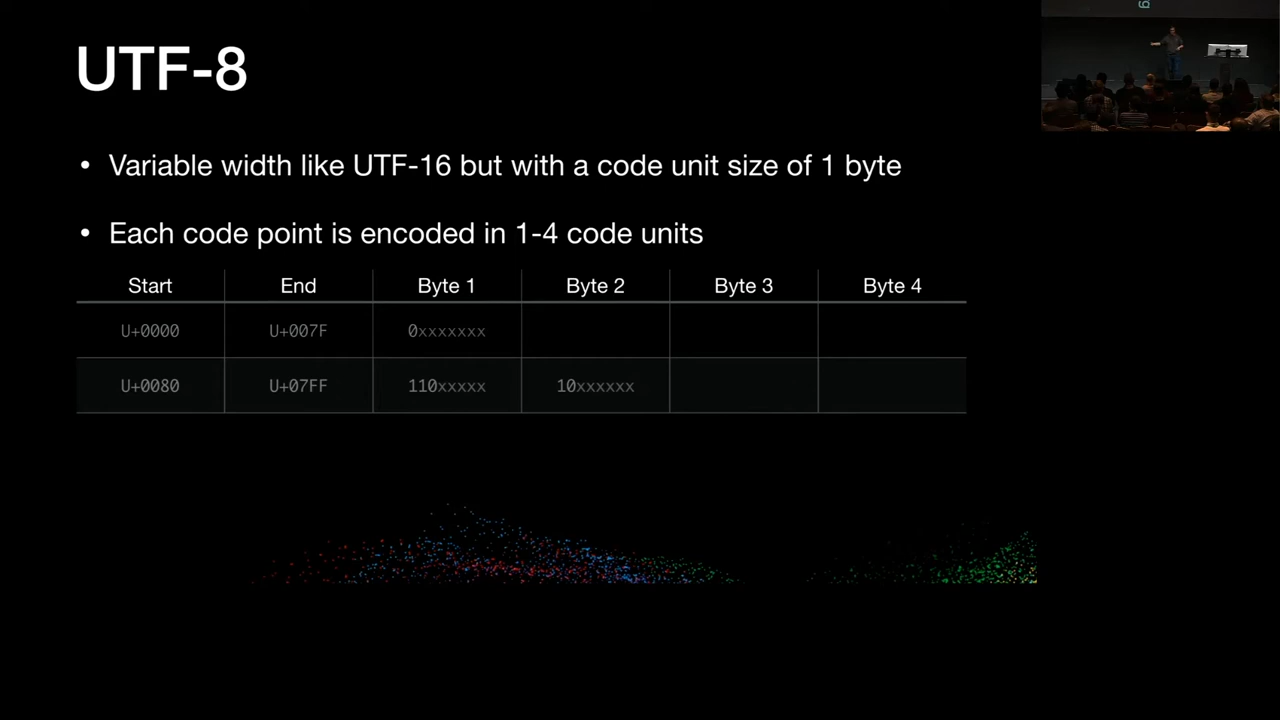 UTF-8
• Variable width like UTF-16 but with a code unit size of 1 byte
• Each code point is encoded in 1-4 code units
Start End Byte 1 Byte 2 Byte 3 Byte 4
U+0000 U+007F 0xxxxxxx
U+0080 U+07FF 110xxxxx 10xxxxxx